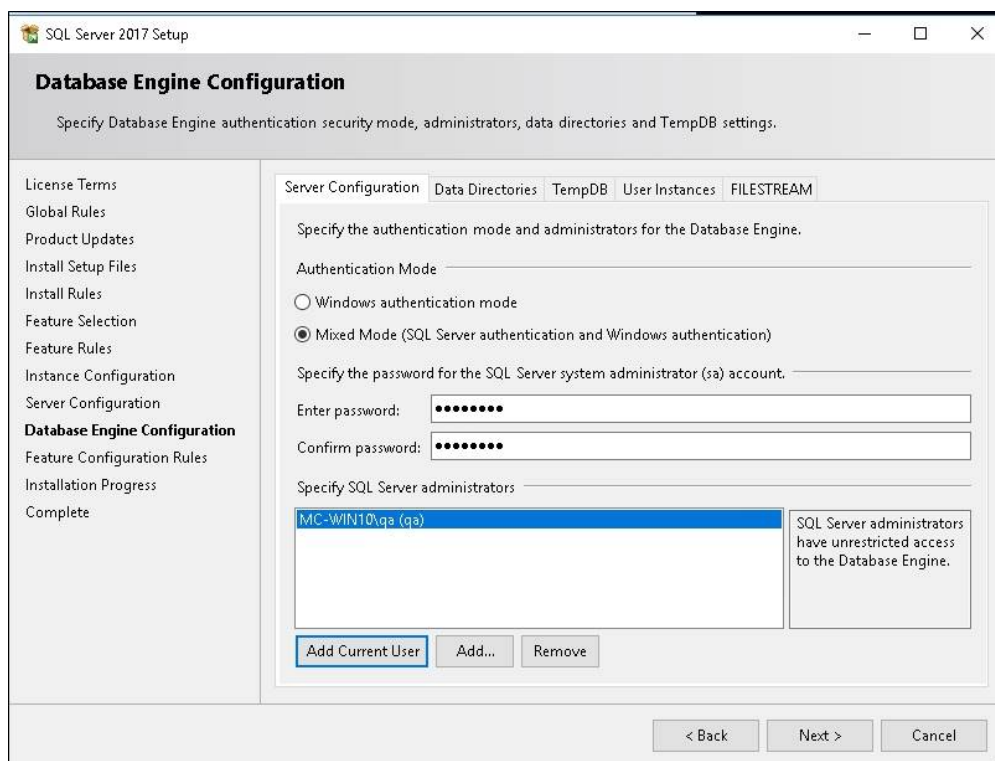 SQL Server 2017 Setup
Database Engine Configuration
Specify Database Engine authentication security mode, administrators, data directories and TempDB settings.
License Terms
Global Rules
Product Updates
Install Setup Files
Install Rules
Feature Selection
Feature Rules
Instance Configuration
Server Configuration
Database Engine Configuration
Feature Configuration Rules
Installation Progress
Complete
Server Configuration Data Directories TempDB User Instances FILESTREAM
Specify the authentication mode and administrators for the Database Engine.
Authentication Mode
Windows authentication mode
Mixed Mode (SQL Server authentication and Windows authentication)
Specify the password for the SQL Server system administrator (sa) account.
Enter password: ●●●●●●●●
Confirm password: ●●●●●●●●
Specify SQL Server administrators
MC-WIN10\qa (qa)
SQL Server administrators
have unrestricted access
to the Database Engine.
Add Current User Add... Remove
< Back Next > Cancel